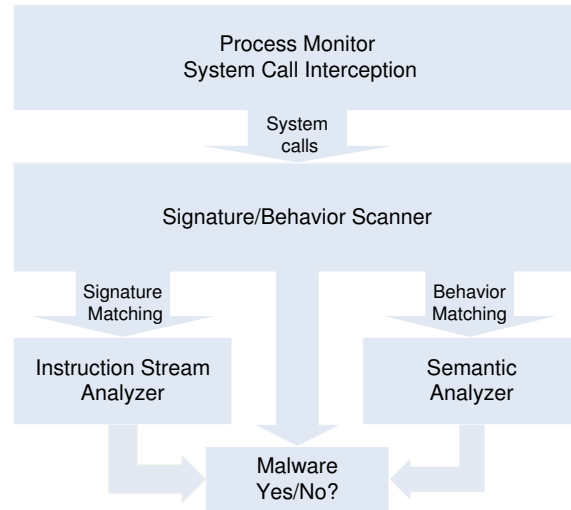 Process Monitor
System Call Interception
System
calls
Signature/Behavior Scanner
Signature
Matching
Behavior
Matching
Instruction Stream
Analyzer
Semantic
Analyzer
Malware
Yes/No?